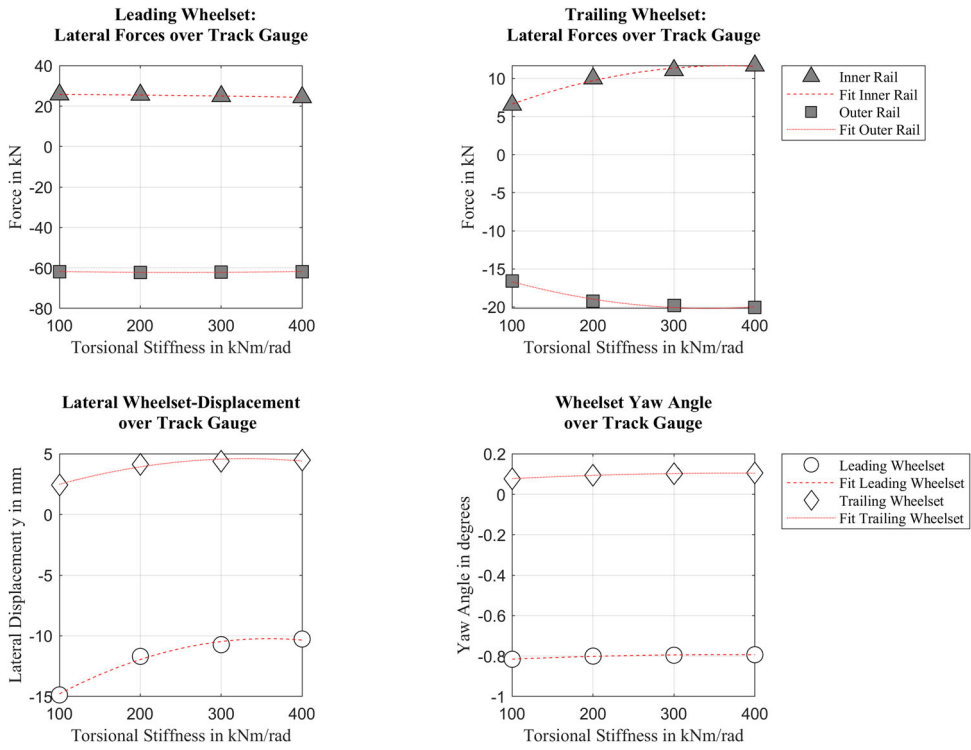 Leading Wheelset:
Lateral Forces over Track Gauge
40
20
0
-20
-40
-60
-80
Force in kN
100 200 300 400
Torsional Stiffness in kNm/rad
Trailing Wheelset:
Lateral Forces over Track Gauge
10
5
0
-5
-10
-15
-20
Force in kN
100 200 300 400
Torsional Stiffness in kNm/rad
Inner Rail
Fit Inner Rail
Outer Rail
Fit Outer Rail
Lateral Wheelset-Displacement
over Track Gauge
5
0
-5
-10
-15
Lateral Displacement y in mm
100 200 300 400
Torsional Stiffness in kNm/rad
Wheelset Yaw Angle
over Track Gauge
0.2
0
-0.2
-0.4
-0.6
-0.8
-1
Yaw Angle in degrees
100 200 300 400
Torsional Stiffness in kNm/rad
Leading Wheelset
Fit Leading Wheelset
Trailing Wheelset
Fit Trailing Wheelset